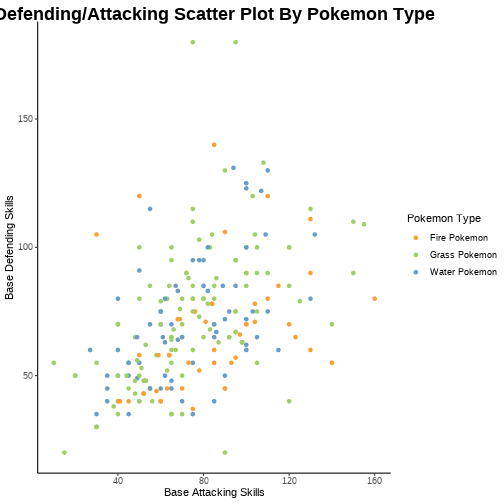 Defending/Attacking Scatter Plot By Pokemon Type
150
100
50
40
80
120
160
Base Defending Skills
Base Attacking Skills
Pokemon Type
Fire Pokemon
Grass Pokemon
Water Pokemon